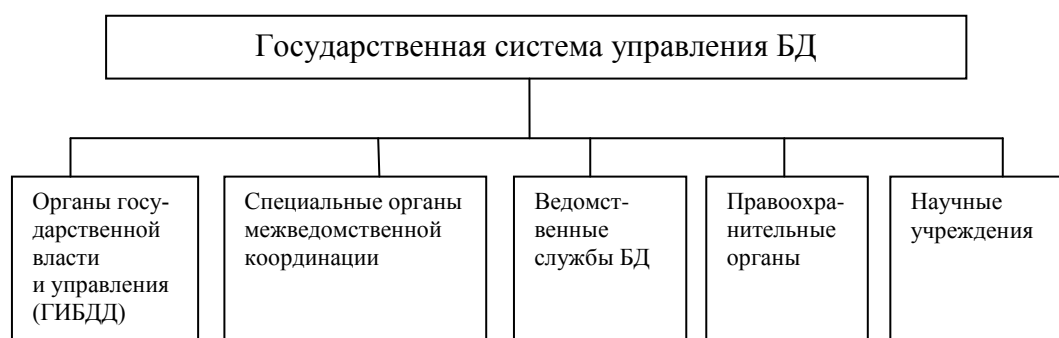 Государственная система управления БД
Органы госу-
дарственной
власти
и управления
(ГИБДД)
Специальные органы
межведомственной
координации
Ведомст-
венные
службы БД
Правоохра-
нительные
органы
Научные
учреждения